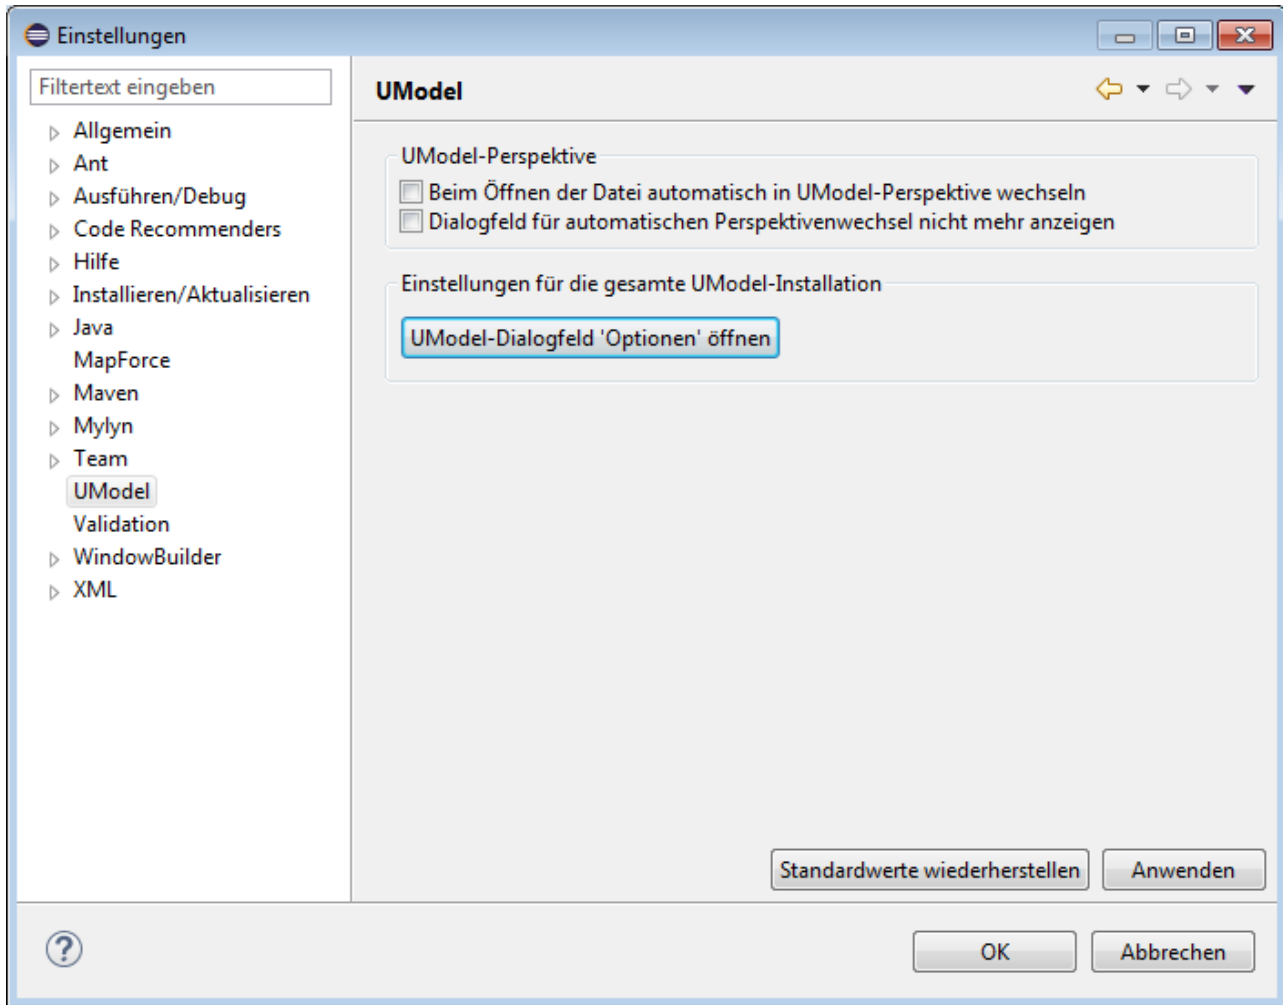 Einstellungen
Filtertext eingeben
Allgemein
Ant
Ausführen/Debug
Code Recommenders
Hilfe
Installieren/Aktualisieren
Java
MapForce
Maven
Mylyn
Team
UModel
Validation
WindowBuilder
XML
UModel
UModel-Perspektive
Beim Öffnen der Datei automatisch in UModel-Perspektive wechseln
Dialogfeld für automatischen Perspektivenwechsel nicht mehr anzeigen
Einstellungen für die gesamte UModel-Installation
UModel-Dialogfeld 'Optionen' öffnen
Standardwerte wiederherstellen
Anwenden
?
OK
Abbrechen